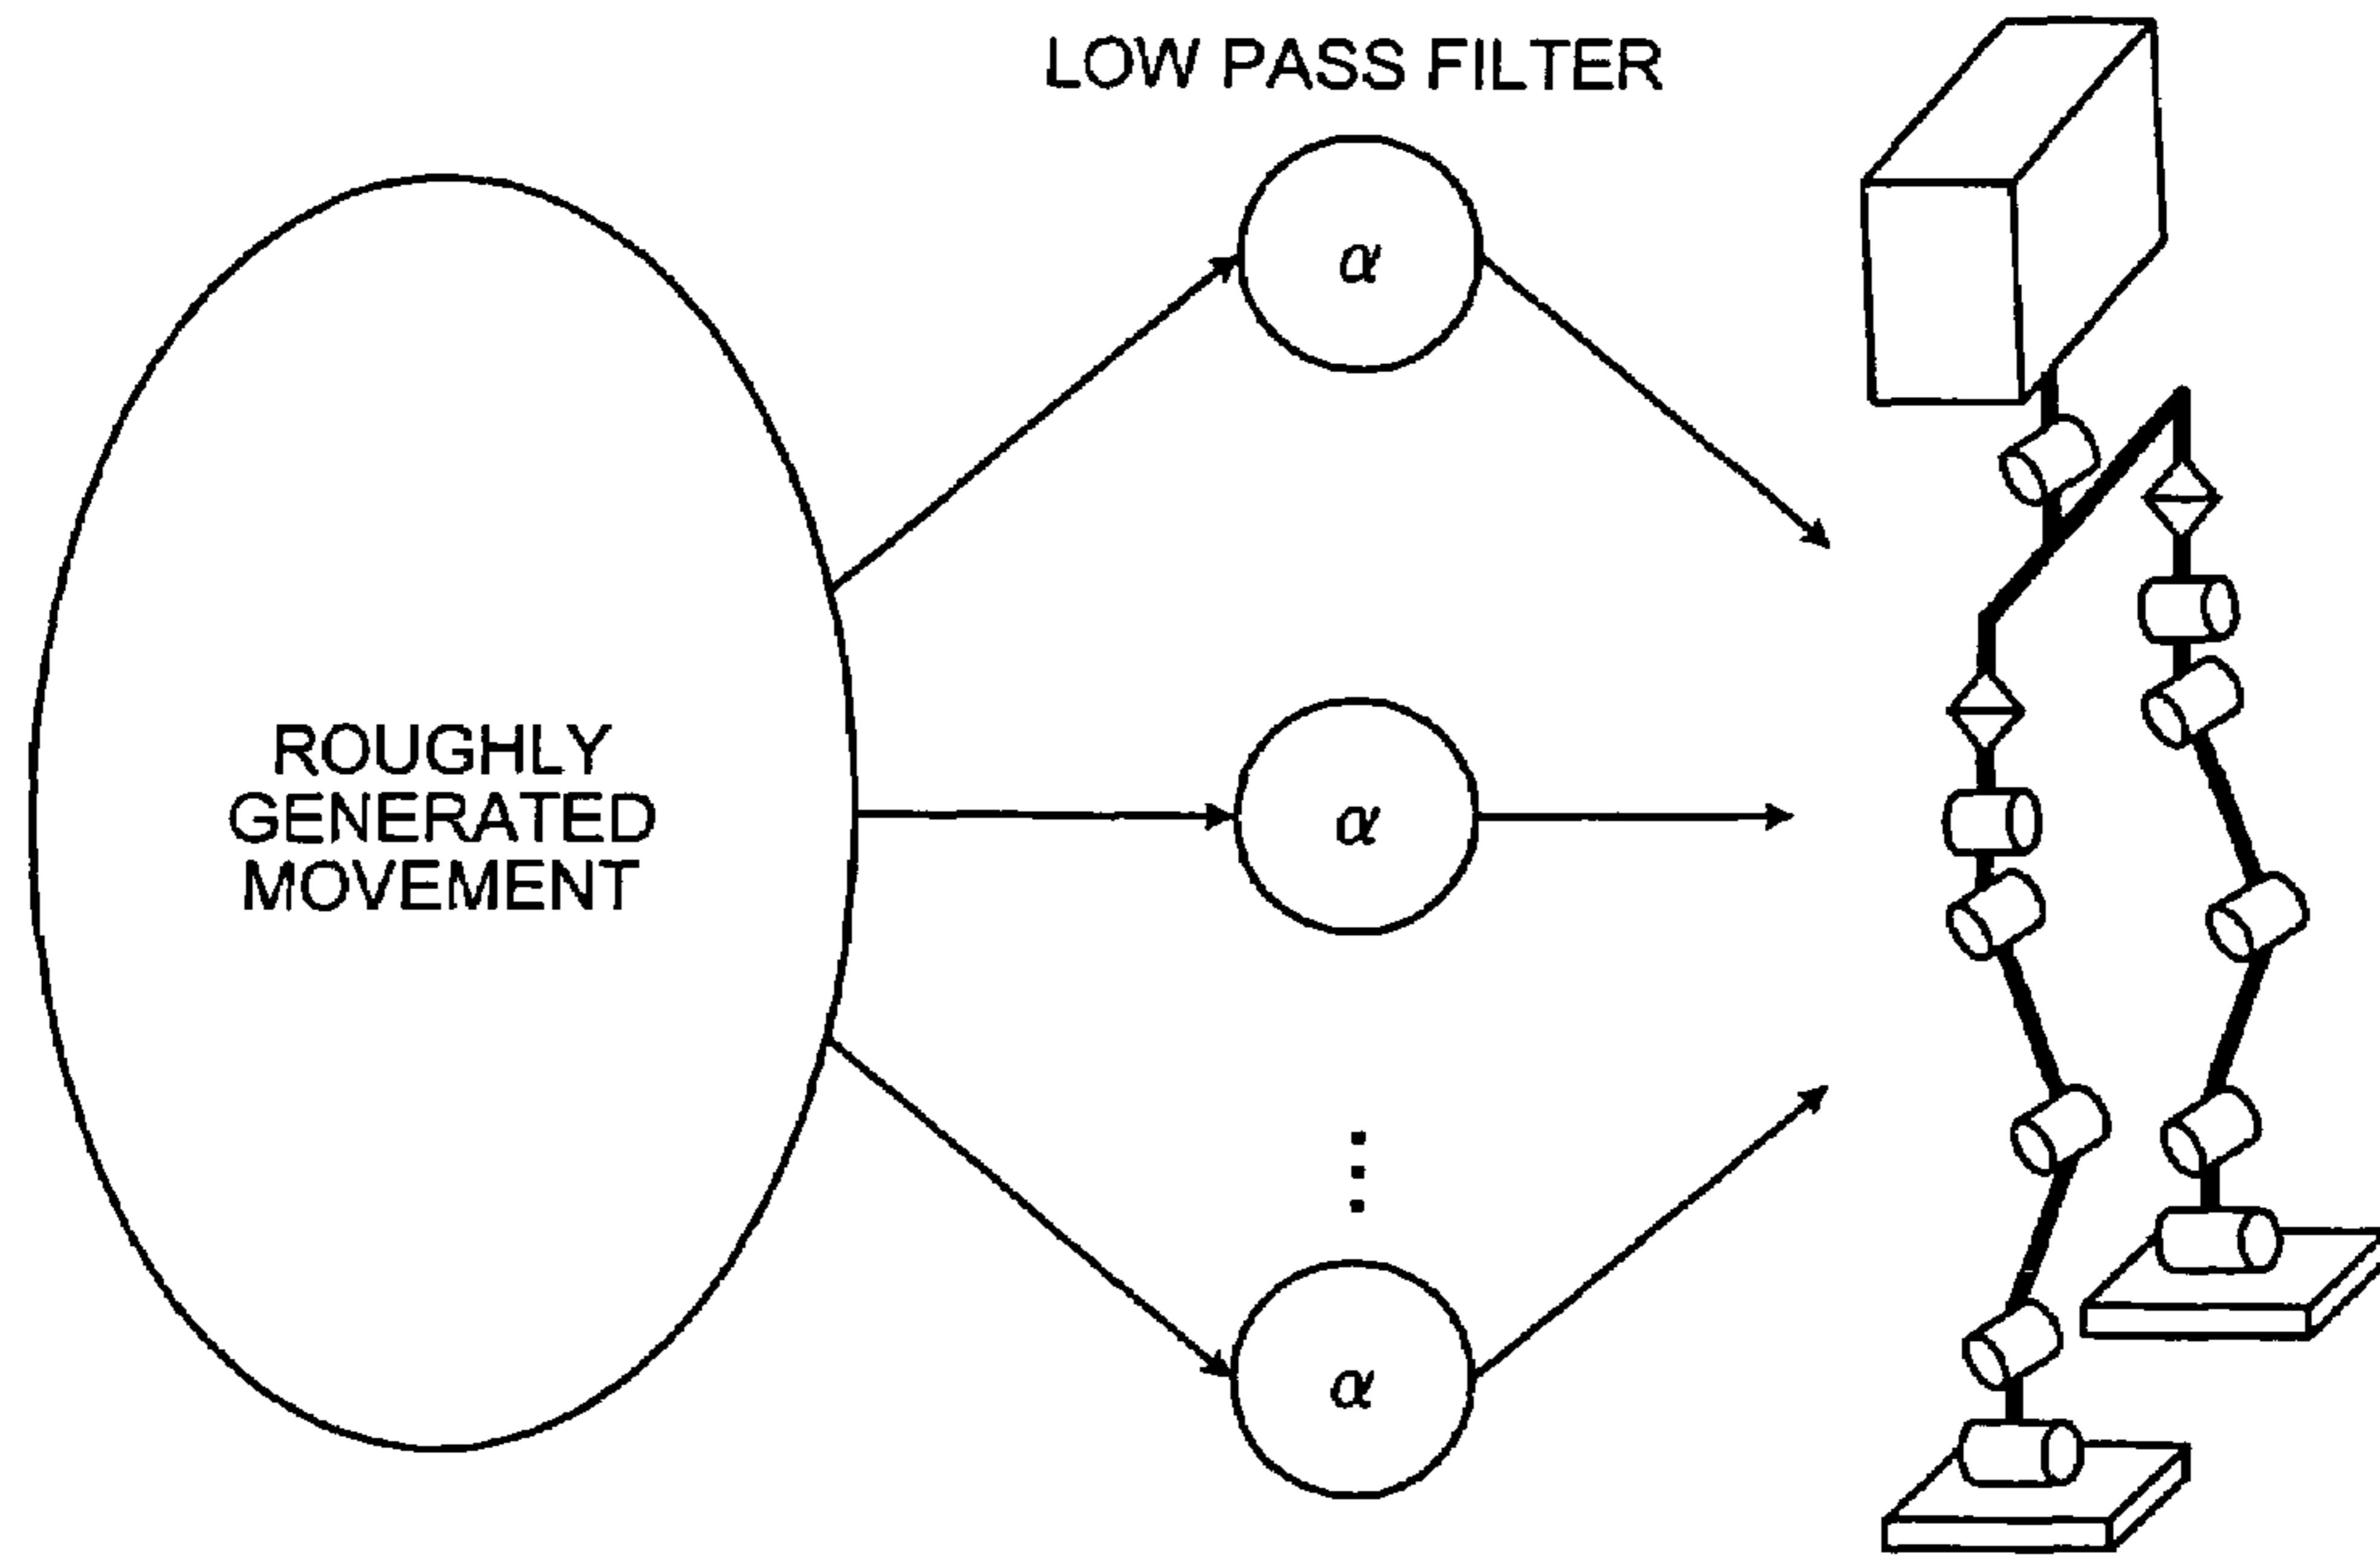 LOW PASS FILTER
α
ROUGHLY
GENERATED
MOVEMENT
α
α